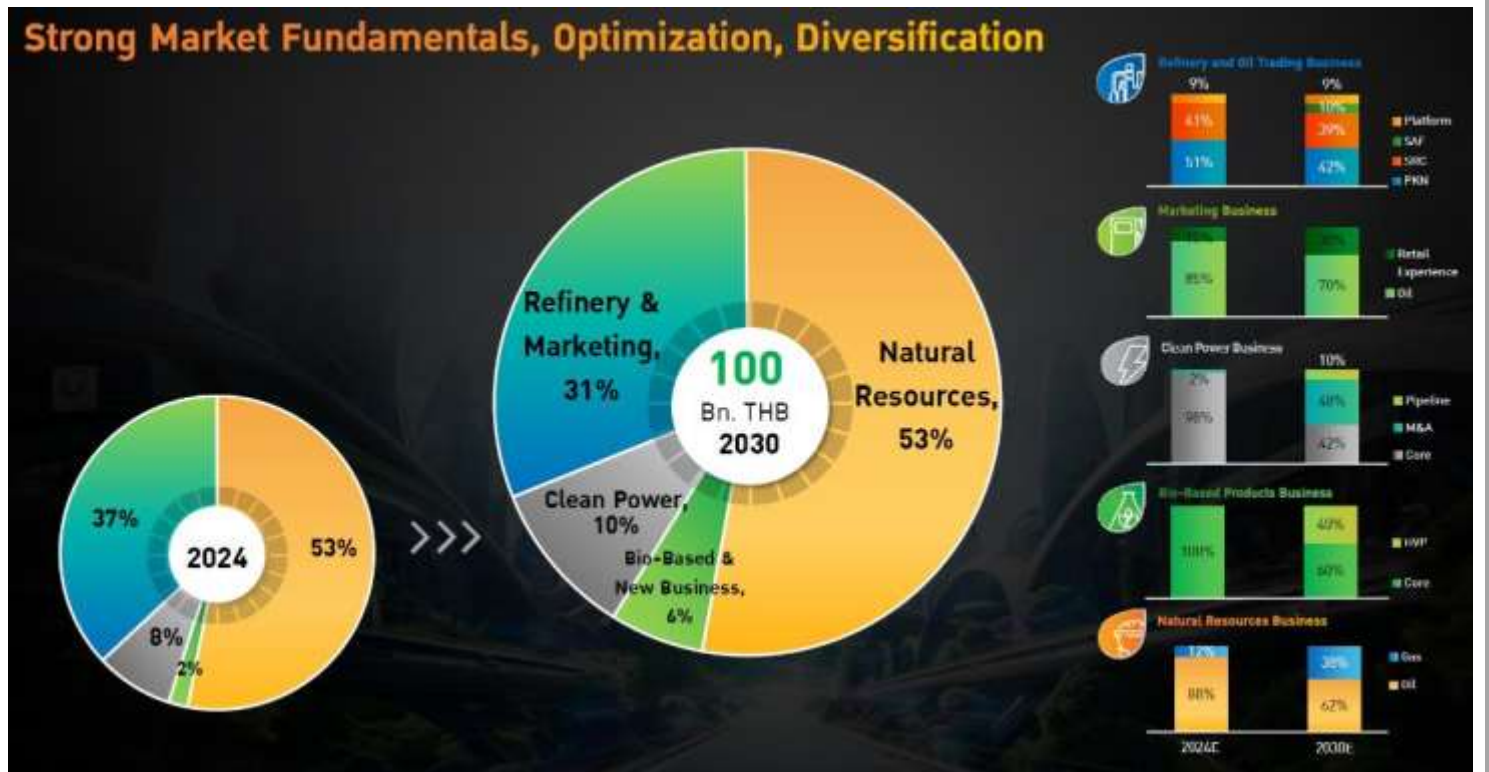 Strong Market Fundamentals, Optimization, Diversification
37%
53%
8%
2%
2024
Refinery &
Marketing,
31%
Natural
Resources,
53%
Clean Power,
10%
Bio-Based &
New Business,
6%
100
Bn. THB
2030
Refinery and Oil Trading Business
9%
9%
10%
41%
39%
51%
42%
Platform
SAF
SRC
PKN
Marketing Business
85%
70%
Retail
Experience
Oil
Clean Power Business
10%
2%
48%
98%
42%
Pipeline
M&A
Core
Bio-Based Products Business
40%
100%
60%
HVP
Core
Natural Resources Business
12%
38%
88%
62%
Gas
Oil
2024E
2030E